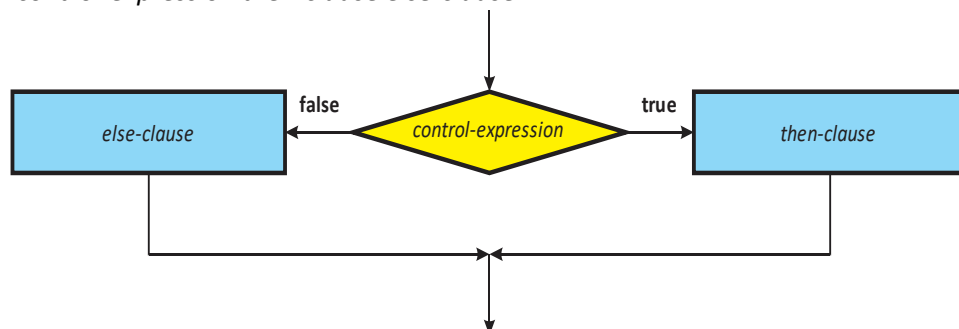 false
true
else-clause
control-expression
then-clause